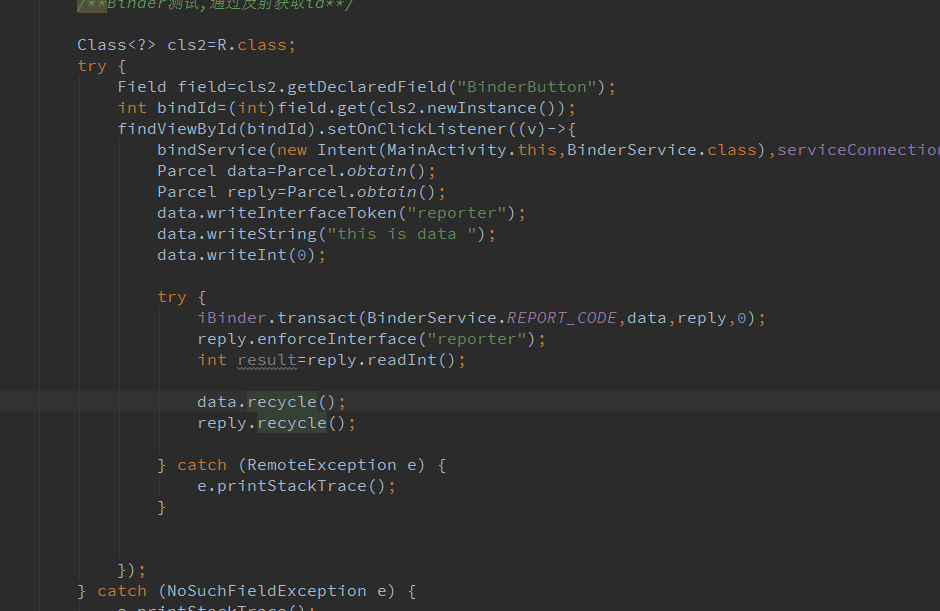 /**Binder测试,通过反射获取id**/
Class<?> cls2=R.class;
try {
Field field=cls2.getDeclaredField("BinderButton");
int bindId=(int)field.get(cls2.newInstance());
findViewById(bindId).setOnClickListener((v)->{
bindService(new Intent(MainActivity.this,BinderService.class),serviceConnection
Parcel data=Parcel.obtain();
Parcel reply=Parcel.obtain();
data.writeInterfaceToken("reporter");
data.writeString("this is data ");
data.writeInt(0);
try {
iBinder.transact(BinderService.REPORT_CODE,data,reply,0);
reply.enforceInterface("reporter");
int result=reply.readInt();
data.recycle();
reply.recycle();
} catch (RemoteException e) {
e.printStackTrace();
}
});
} catch (NoSuchFieldException e) {
e.printStackTrace();